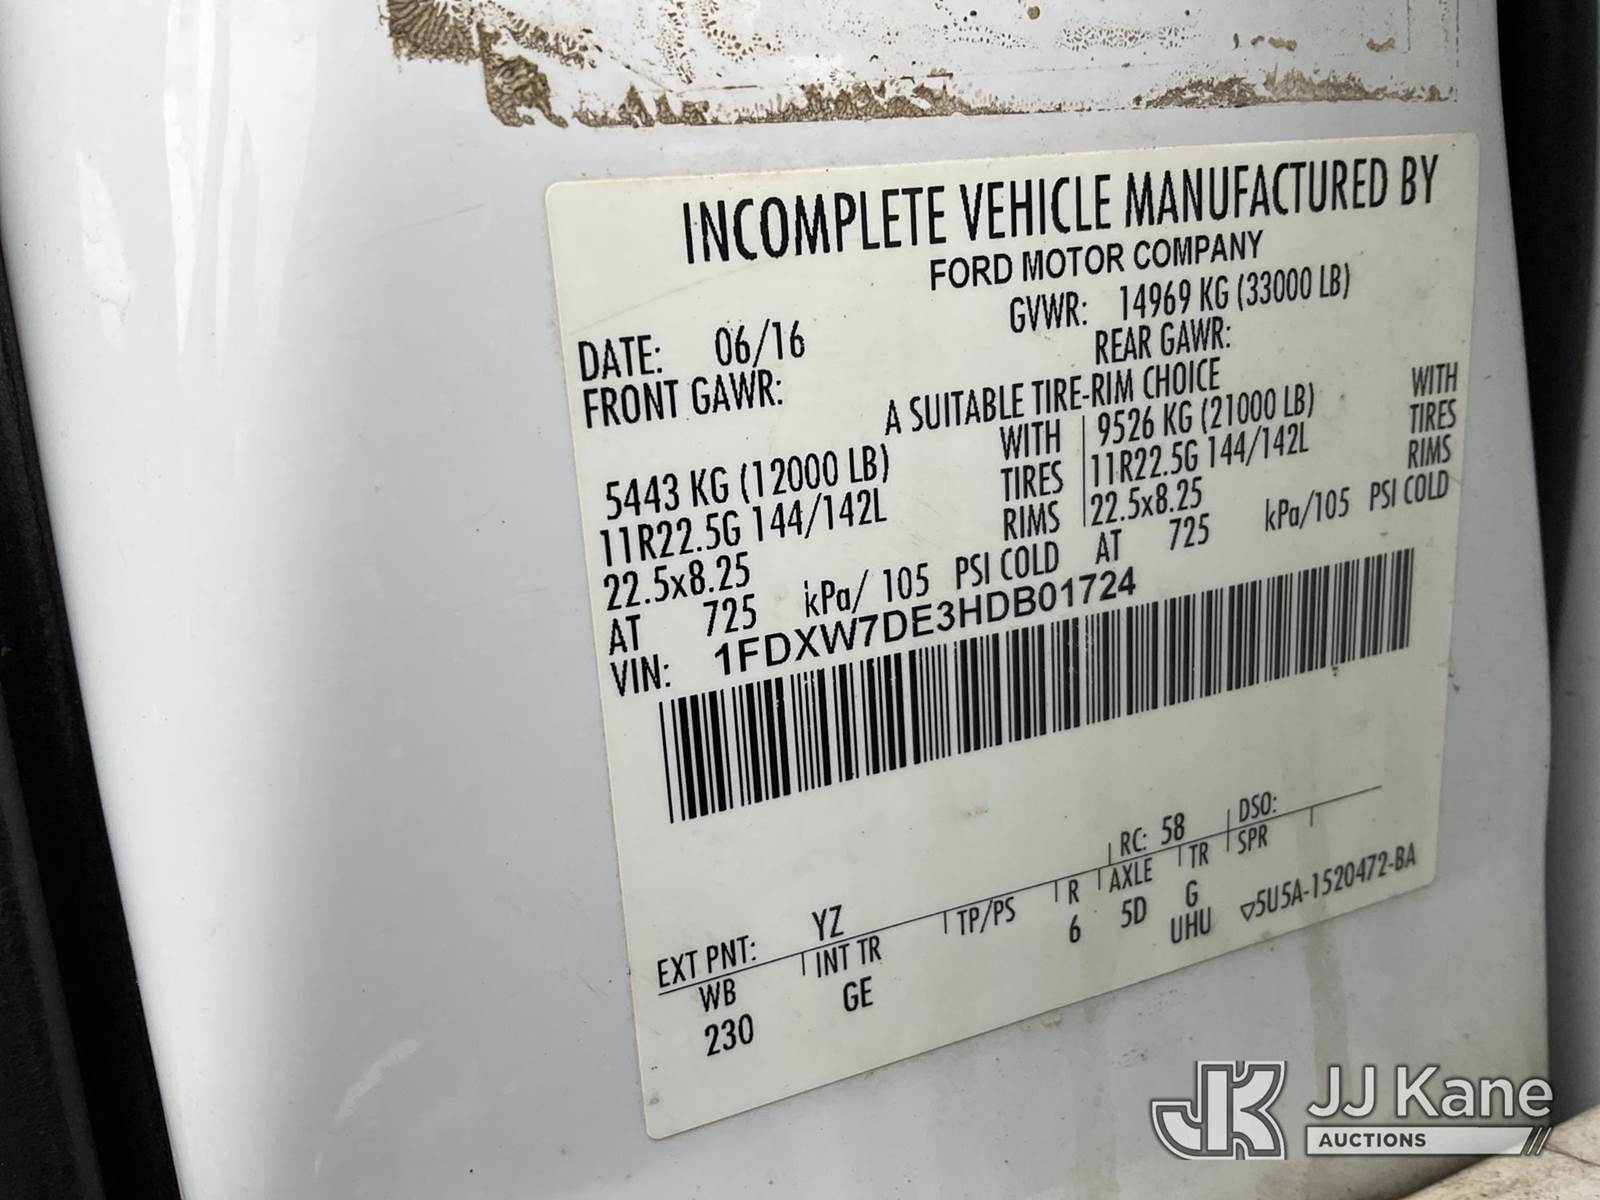 INCOMPLETE VEHICLE MANUFACTURED BY
FORD MOTOR COMPANY
DATE: 06/16 GVWR: 14969 KG (33000 LB)
FRONT GAWR: REAR GAWR:
A SUITABLE TIRE-RIM CHOICE
5443 KG (12000 LB) WITH 9526 KG (21000 LB) WITH
11R22.5G 144/142L TIRES 11R22.5G 144/142L TIRES
22.5x8.25 RIMS 22.5x8.25 RIMS
AT 725 kPa/ 105 PSI COLD AT 725 kPa/105 PSI COLD
VIN: 1FDXW7DE3HDB01724
EXT PNT: YZ RC: 58 DSO:
WB INT TR TP/PS R AXLE TR SPR
230 GE 6 5D G
UHU ▽5U5A-1520472-BA
JK JJ Kane
AUCTIONS